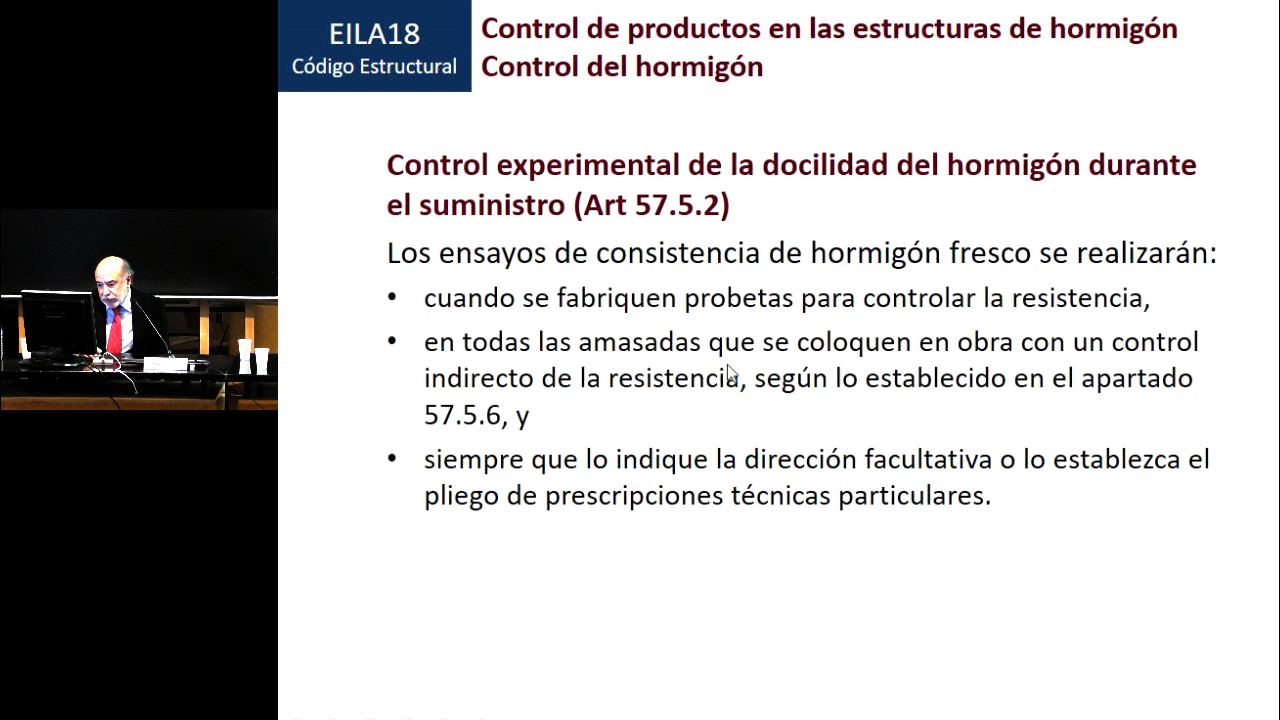 EILA18
Código Estructural
Control de productos en las estructuras de hormigón
Control del hormigón
Control experimental de la docilidad del hormigón durante
el suministro (Art 57.5.2)
Los ensayos de consistencia de hormigón fresco se realizarán:
• cuando se fabriquen probetas para controlar la resistencia,
• en todas las amasadas que se coloquen en obra con un control
indirecto de la resistencia, según lo establecido en el apartado
57.5.6, y
• siempre que lo indique la dirección facultativa o lo establezca el
pliego de prescripciones técnicas particulares.